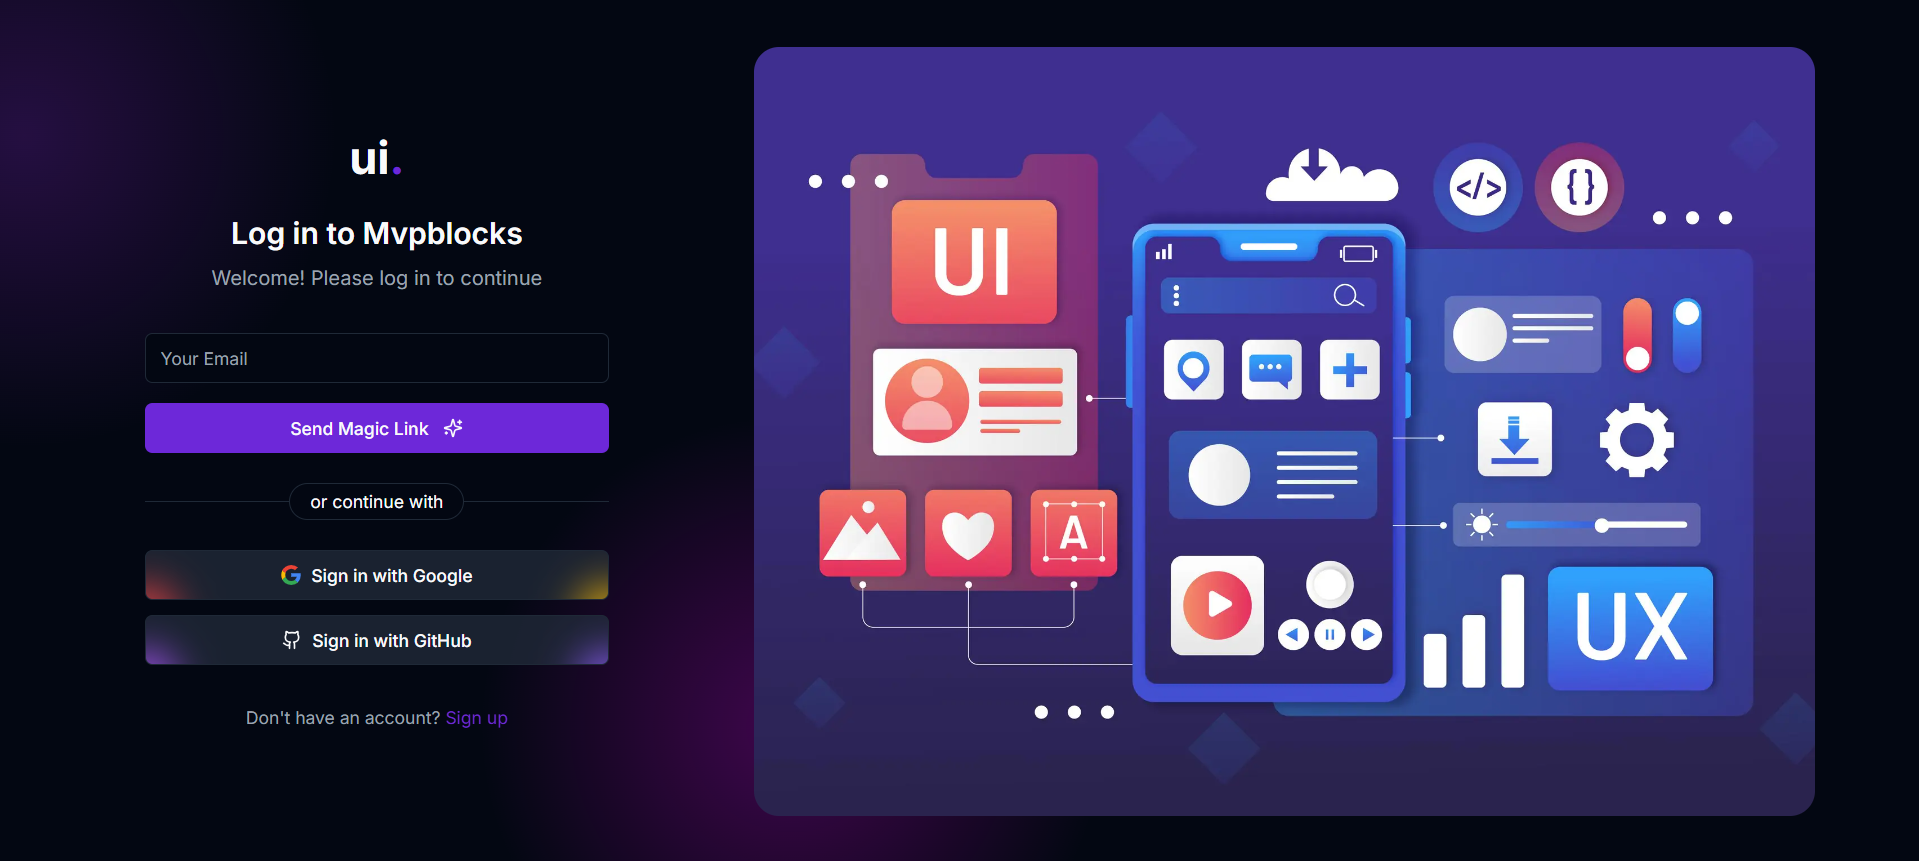 ui.
Log in to Mvpblocks
Welcome! Please log in to continue
Your Email
Send Magic Link
or continue with
Sign in with Google
Sign in with GitHub
Don't have an account? Sign up
UI
A
</>
{}
UX